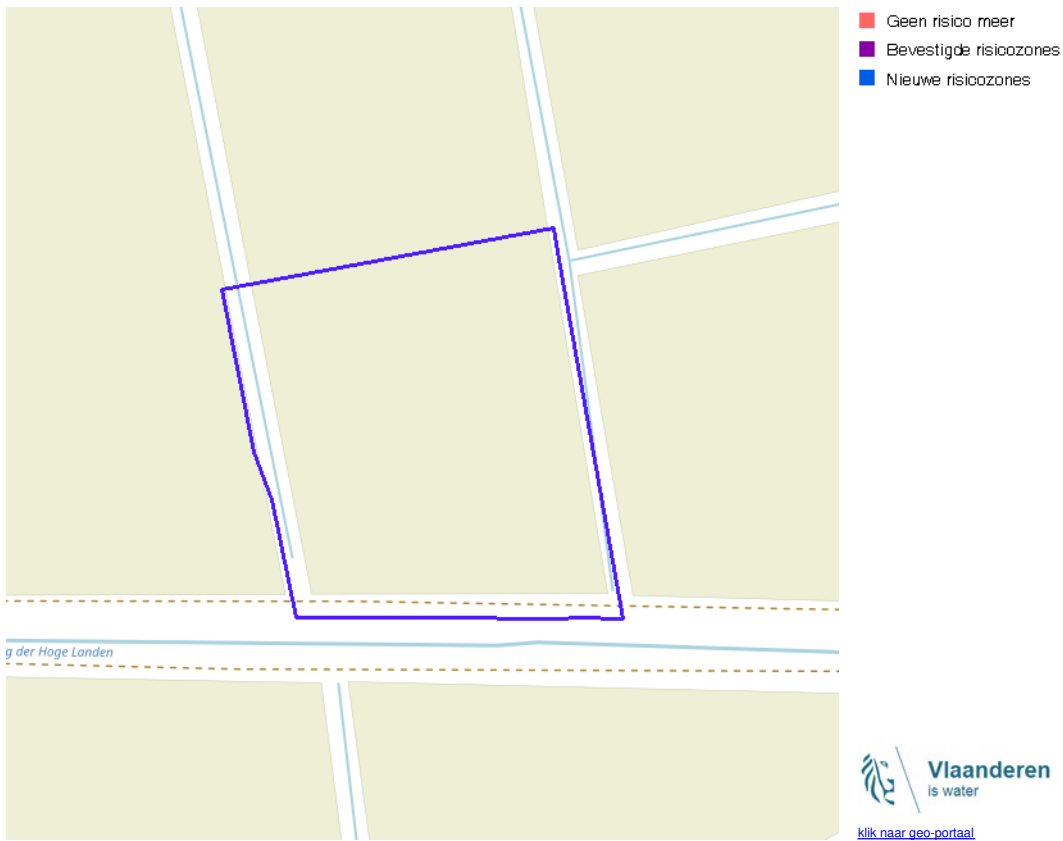 Geen risico meer
Bevestigde risicozones
Nieuwe risicozones
g der Hoge Landen
Vlaanderen
is water
klik naar geo-portaal